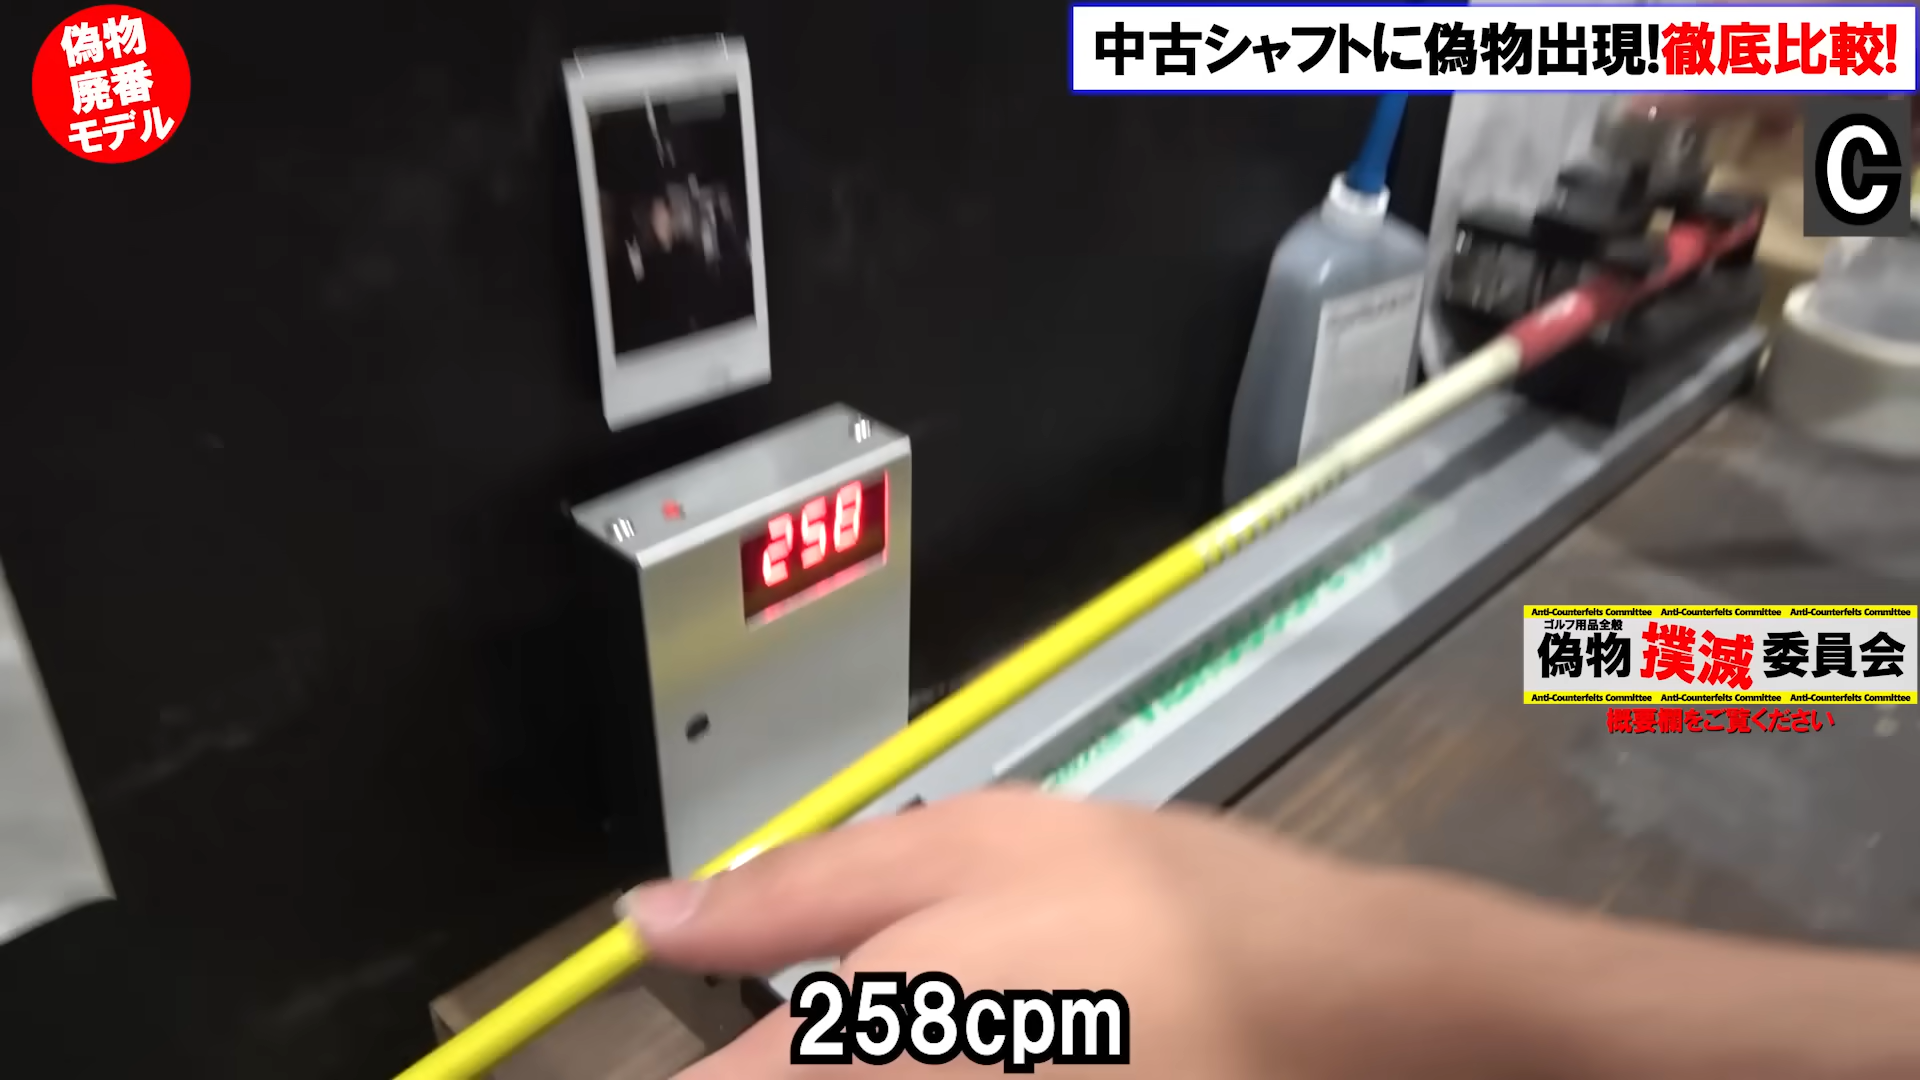 偽物
廃番
モデル
中古シャフトに偽物出現!徹底比較!
C
258
Anti-Counterfeits Committee Anti-Counterfeits Committee Anti-Counterfeits Committee
ゴルフ用品全般
偽物撲滅委員会
Anti-Counterfeits Committee Anti-Counterfeits Committee Anti-Counterfeits Committee
概要欄をご覧ください
258cpm